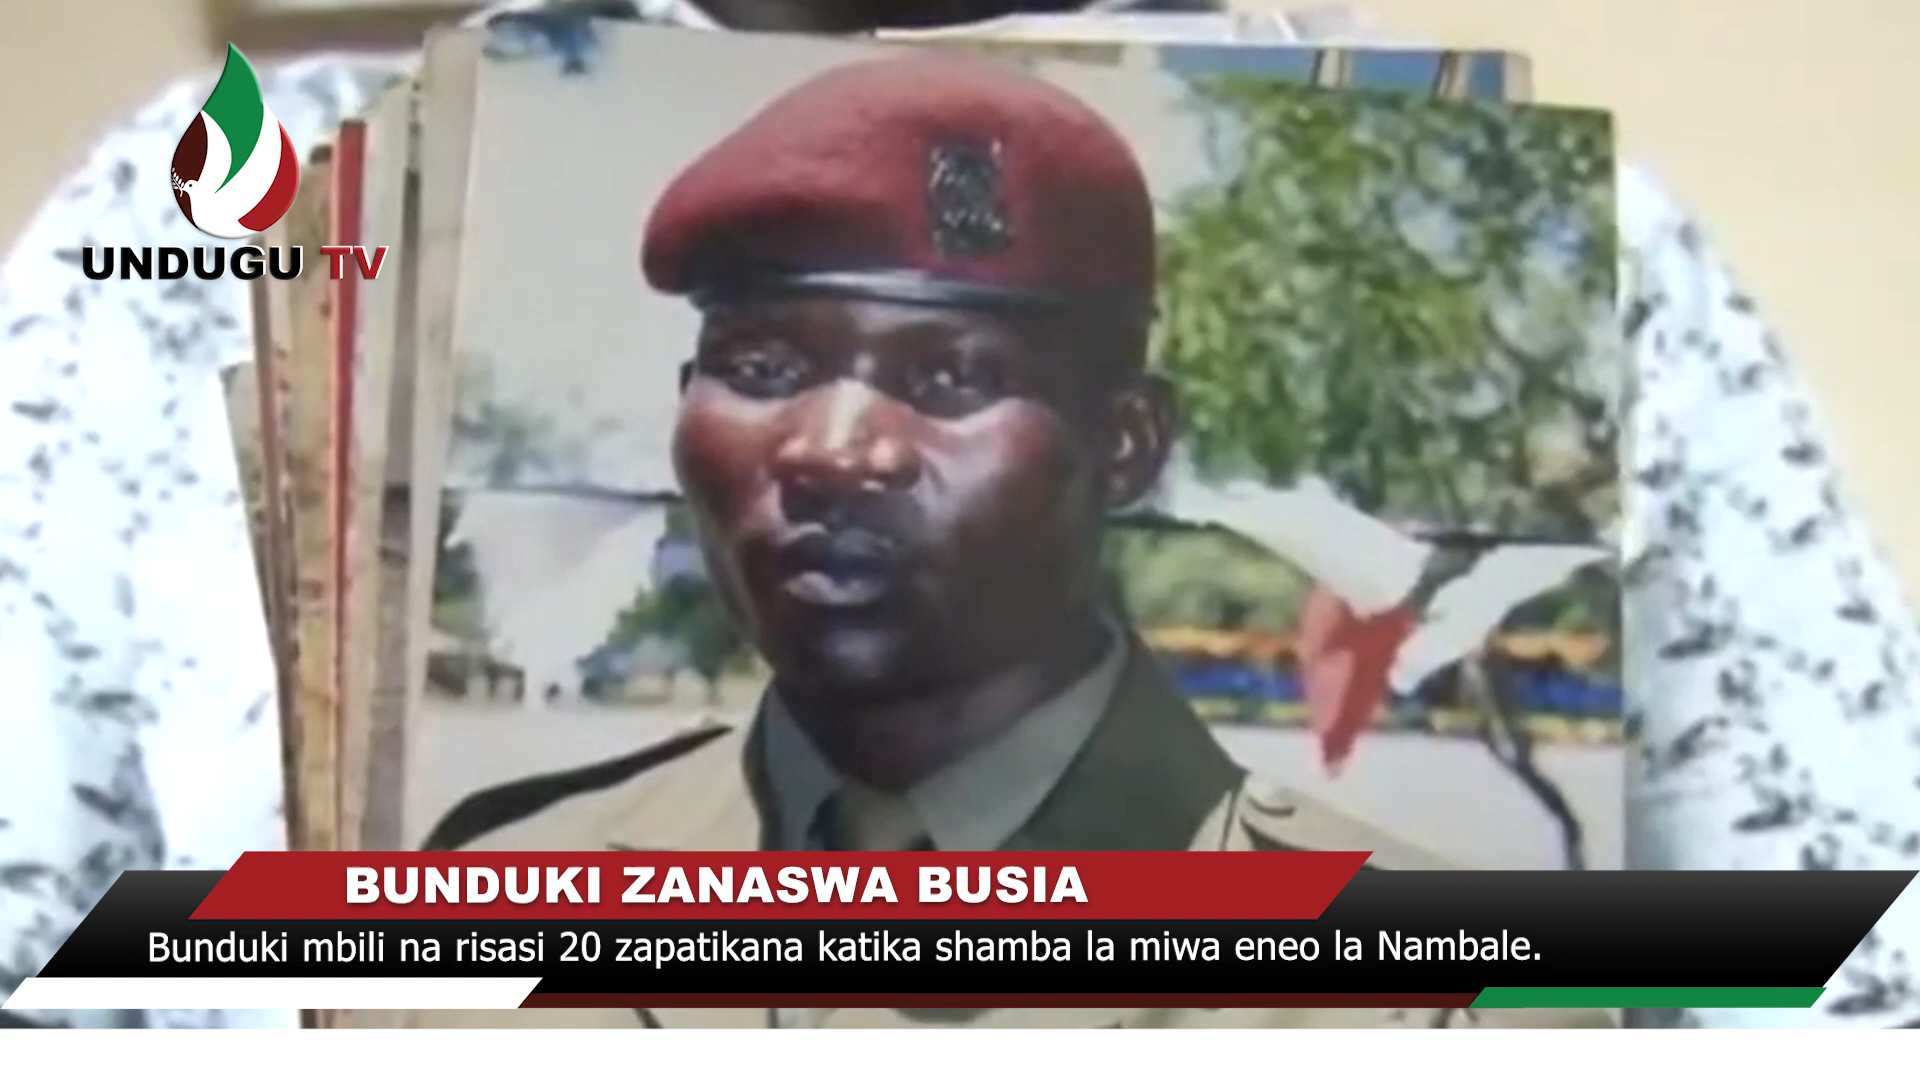 UNDUGU TV
BUNDUKI ZANASWA BUSIA
Bunduki mbili na risasi 20 zapatikana katika shamba la miwa eneo la Nambale.